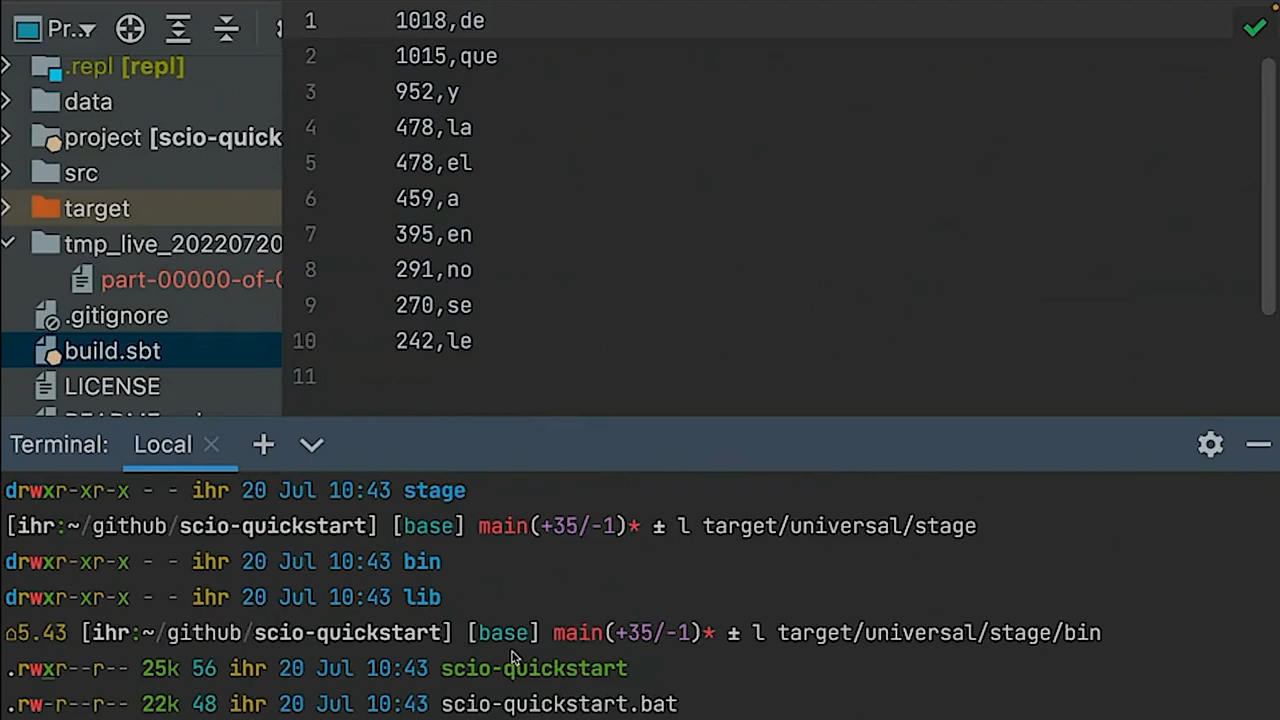 Pr..
.repl [repl]
data
project [scio-quick
src
target
tmp_live_20220720
part-00000-of-0
.gitignore
build.sbt
LICENSE
1 1018,de
2 1015,que
3 952,y
4 478,la
5 478,el
6 459,a
7 395,en
8 291,no
9 270,se
10 242,le
11
Terminal: Local
drwxr-xr-x - - ihr 20 Jul 10:43 stage
[ihr:~/github/scio-quickstart] [base] main(+35/-1)* ± l target/universal/stage
drwxr-xr-x - - ihr 20 Jul 10:43 bin
drwxr-xr-x - - ihr 20 Jul 10:43 lib
⌂5.43 [ihr:~/github/scio-quickstart] [base] main(+35/-1)* ± l target/universal/stage/bin
.rwxr--r-- 25k 56 ihr 20 Jul 10:43 scio-quickstart
.rw-r--r-- 22k 48 ihr 20 Jul 10:43 scio-quickstart.bat